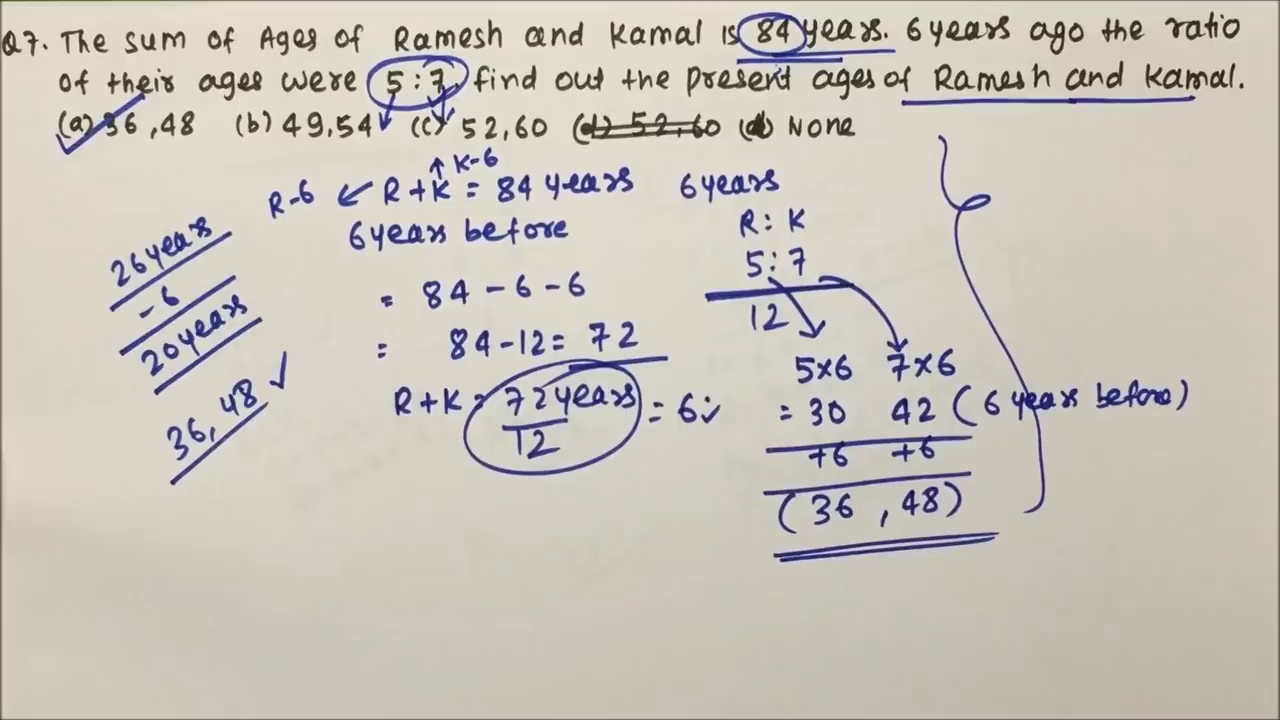 Q7. The sum of Ages of Ramesh and Kamal is 84 years. 6 years ago the ratio
of their ages were 5:7. find out the present ages of Ramesh and Kamal.
(a) 36,48 (b) 49,54 (c) 52,60 (d) 52,60 (d) None
K-6
R-6 ← R+K = 84 years
6 years before
= 84-6-6
= 84-12= 72
R+K = 72 years = 6
12
26 years
-6
20 years
36,48 ✓
6 years
R: K
5:7
12
5×6 7×6
= 30 42 (6 years before)
+6 +6
(36 , 48)